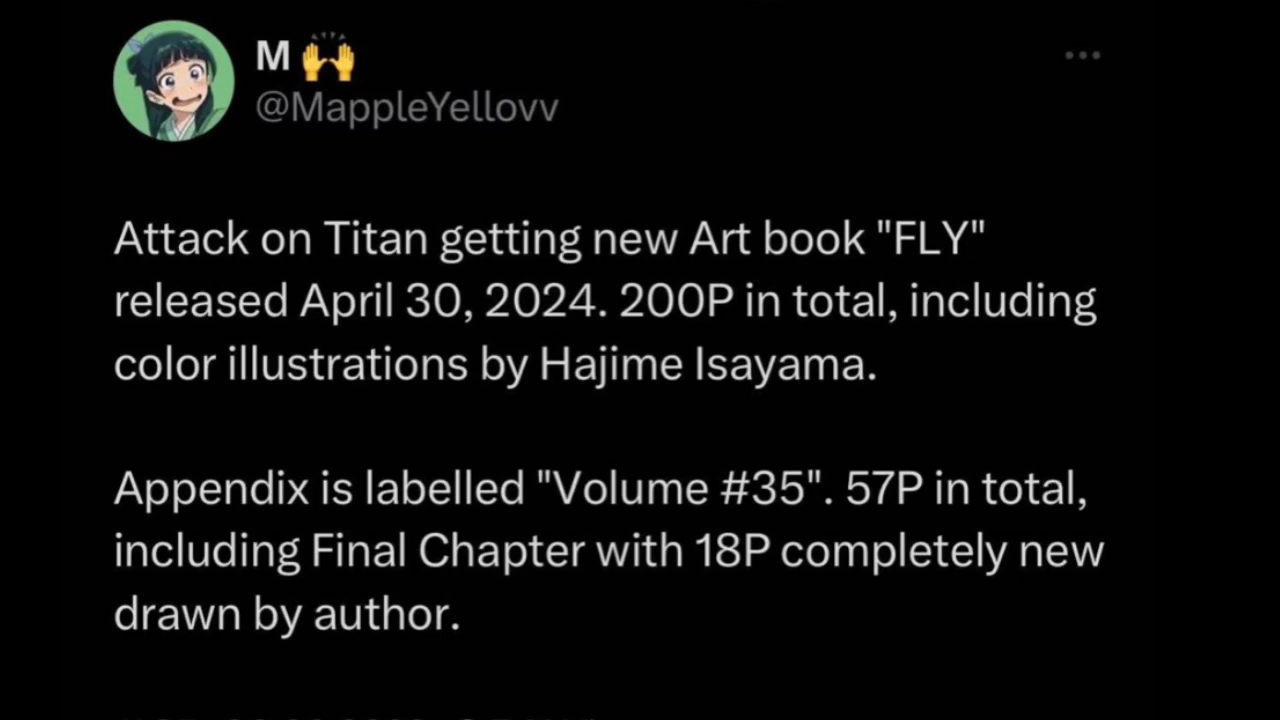 M 🙌
@MappleYellovv
Attack on Titan getting new Art book "FLY"
released April 30, 2024. 200P in total, including
color illustrations by Hajime Isayama.
Appendix is labelled "Volume #35". 57P in total,
including Final Chapter with 18P completely new
drawn by author.